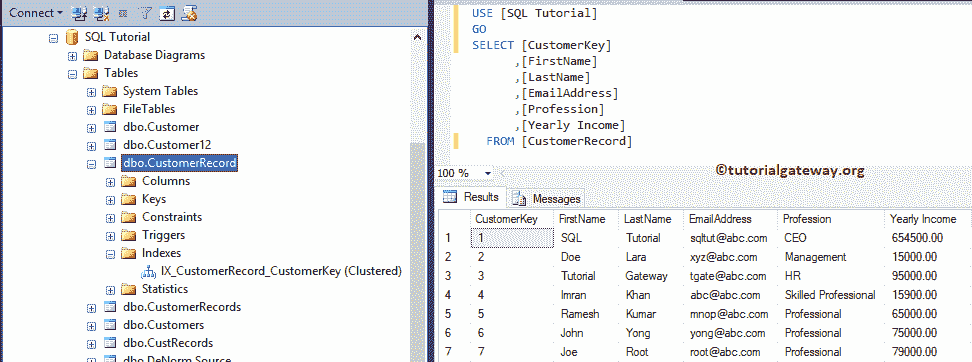 Connect
SQL Tutorial
Database Diagrams
Tables
System Tables
FileTables
dbo.Customer
dbo.Customer12
dbo.CustomerRecord
Columns
Keys
Constraints
Triggers
Indexes
IX_CustomerRecord_CustomerKey (Clustered)
Statistics
dbo.CustomerRecords
dbo.Customers
dbo.CustRecords
dbo.DeNorm Source
USE [SQL Tutorial]
GO
SELECT [CustomerKey]
,[FirstName]
,[LastName]
,[EmailAddress]
,[Profession]
,[Yearly Income]
FROM [CustomerRecord]
©tutorialgateway.org
100 %
Results Messages
CustomerKey FirstName LastName EmailAddress Profession Yearly Income
1 1 SQL Tutorial sqltut@abc.com CEO 654500.00
2 2 Doe Lara xyz@abc.com Management 15000.00
3 3 Tutorial Gateway tgate@abc.com HR 95000.00
4 4 Imran Khan abc@abc.com Skilled Professional 15900.00
5 5 Ramesh Kumar mnop@abc.com Professional 65000.00
6 6 John Yong yong@abc.com Professional 75000.00
7 7 Joe Root root@abc.com Professional 79000.00